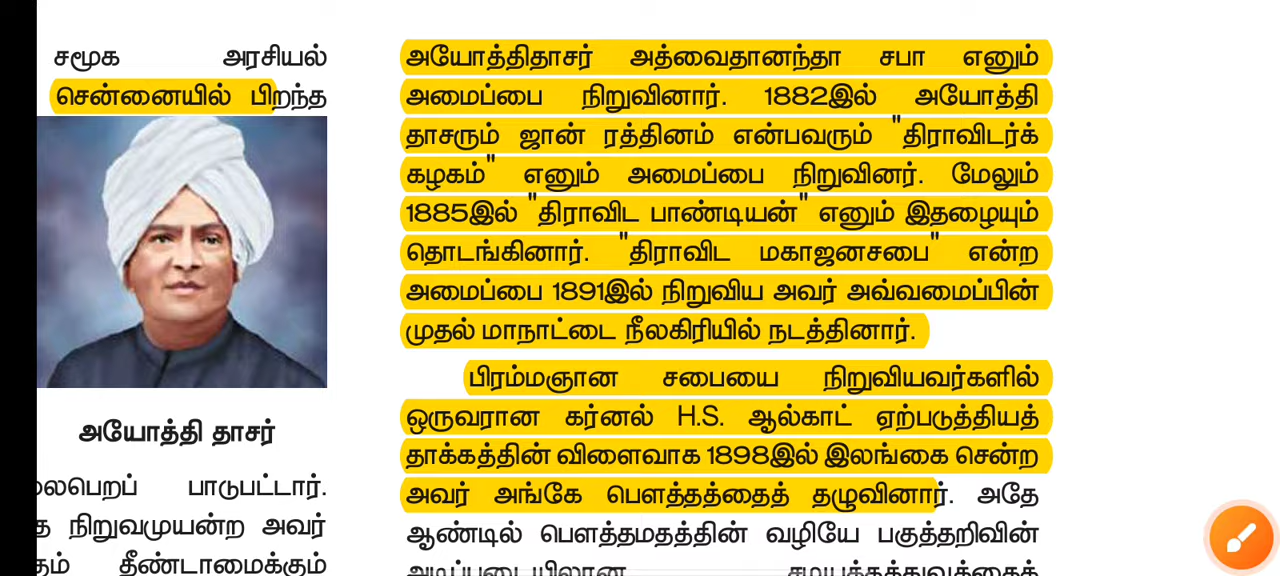 சமூக அரசியல்
சென்னையில் பிறந்த
அயோத்தி தாசர்
பாடுபட்டார்.
நிறுவமுயன்ற அவர்
தீண்டாமைக்கும்
அயோத்திதாசர் அத்வைதானந்தா சபா எனும்
அமைப்பை நிறுவினார். 1882இல் அயோத்தி
தாசரும் ஜான் ரத்தினம் என்பவரும் "திராவிடர்க்
கழகம்" எனும் அமைப்பை நிறுவினர். மேலும்
1885இல் "திராவிட பாண்டியன்" எனும் இதழையும்
தொடங்கினார். "திராவிட மகாஜனசபை" என்ற
அமைப்பை 1891இல் நிறுவிய அவர் அவ்வமைப்பின்
முதல் மாநாட்டை நீலகிரியில் நடத்தினார்.
பிரம்மஞான சபையை நிறுவியவர்களில்
ஒருவரான கர்னல் H.S. ஆல்காட் ஏற்படுத்தியத்
தாக்கத்தின் விளைவாக 1898இல் இலங்கை சென்ற
அவர் அங்கே பௌத்தத்தைத் தழுவினார். அதே
ஆண்டில் பௌத்தமதத்தின் வழியே பகுத்தறிவின்